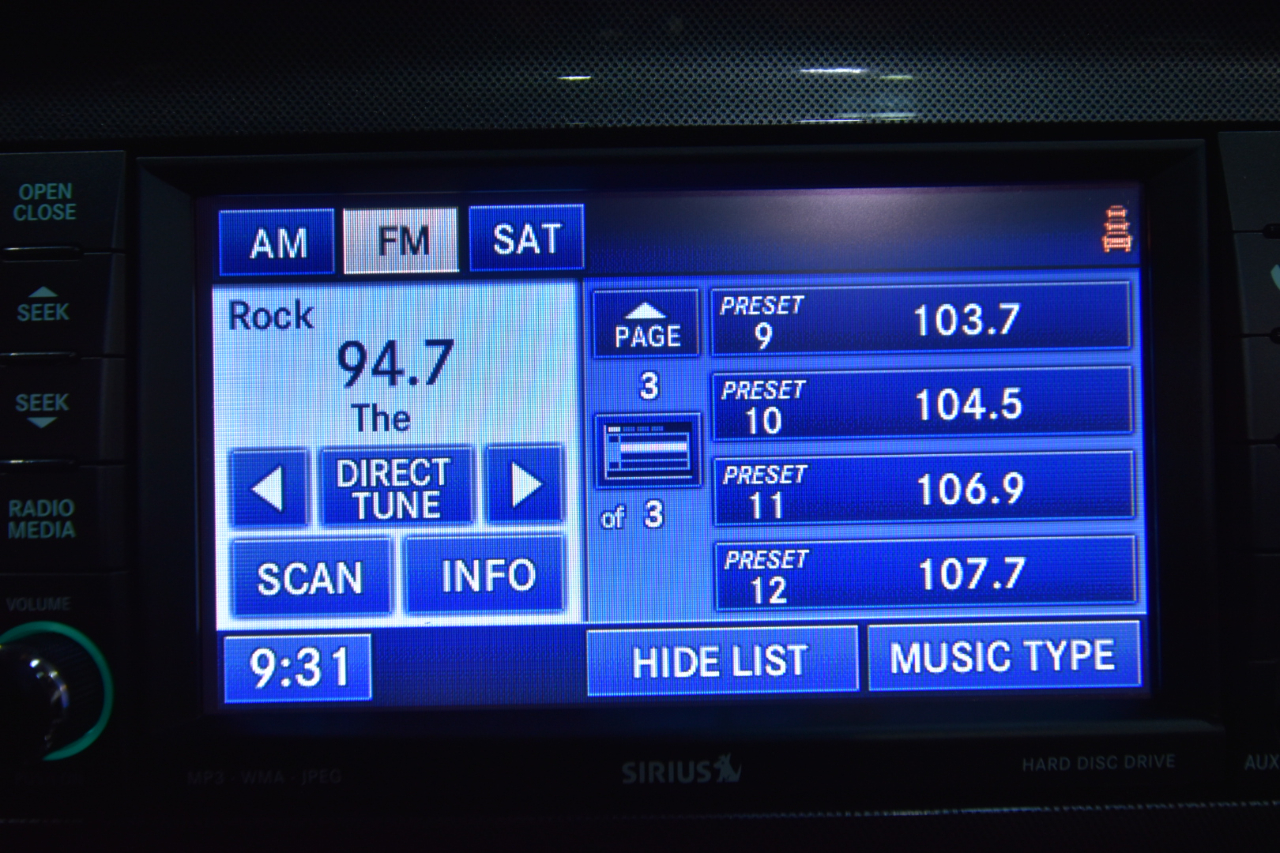 OPEN
CLOSE
SEEK
SEEK
RADIO
MEDIA
VOLUME
AM FM SAT
Rock
94.7
The
DIRECT
TUNE
SCAN INFO
9:31
PAGE
3
of 3
PRESET
9 103.7
PRESET
10 104.5
PRESET
11 106.9
PRESET
12 107.7
HIDE LIST MUSIC TYPE
MP3 · WMA · JPEG
SIRIUS
HARD DISC DRIVE
AUX